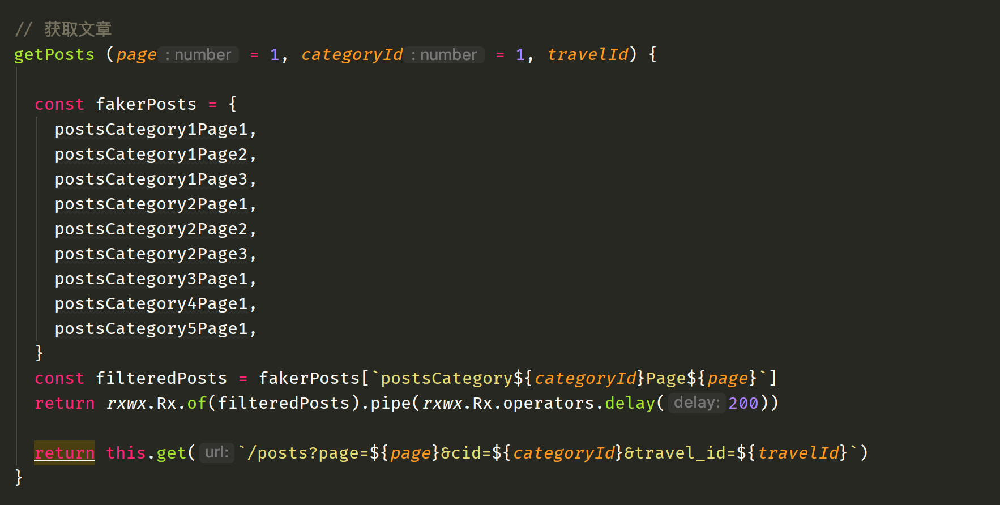 // 获取文章
getPosts (page : number = 1, categoryId : number = 1, travelId) {
const fakerPosts = {
postsCategory1Page1,
postsCategory1Page2,
postsCategory1Page3,
postsCategory2Page1,
postsCategory2Page2,
postsCategory2Page3,
postsCategory3Page1,
postsCategory4Page1,
postsCategory5Page1,
}
const filteredPosts = fakerPosts[`postsCategory${categoryId}Page${page}`]
return rxwx.Rx.of(filteredPosts).pipe(rxwx.Rx.operators.delay( delay: 200))
return this.get( url: `/posts?page=${page}&cid=${categoryId}&travel_id=${travelId}`)
}